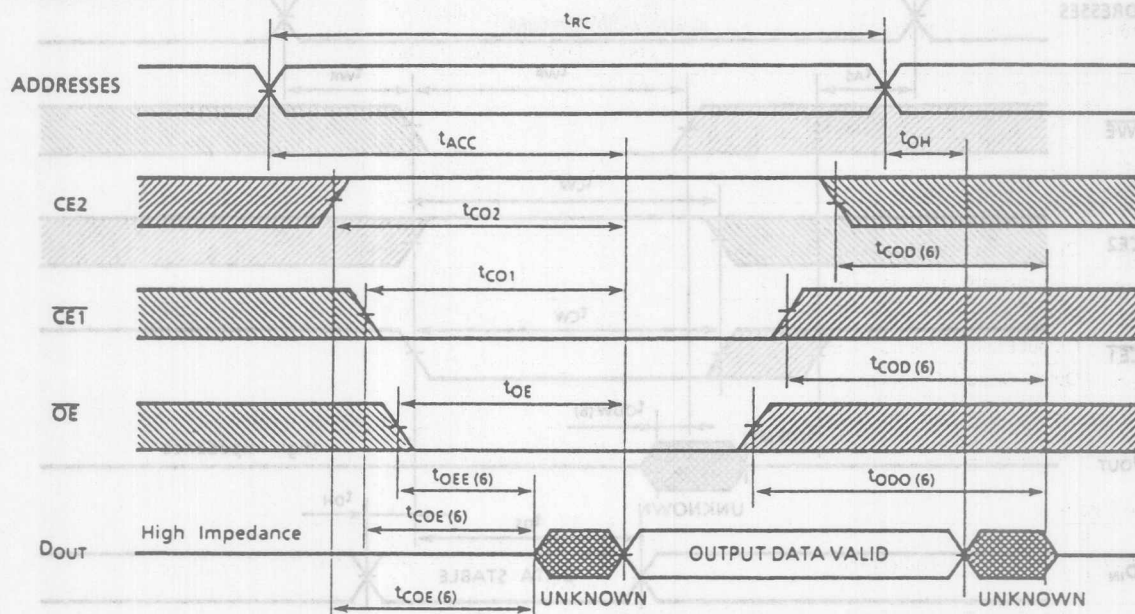 tRC
ADDRESSES
tACC
tOH
CE2
tCO2
tCOD (6)
CE1
tCO1
tCOD (6)
OE
tOE
tOEE (6)
tODO (6)
tCOE (6)
DOUT
High Impedance
OUTPUT DATA VALID
tCOE (6)
UNKNOWN
UNKNOWN